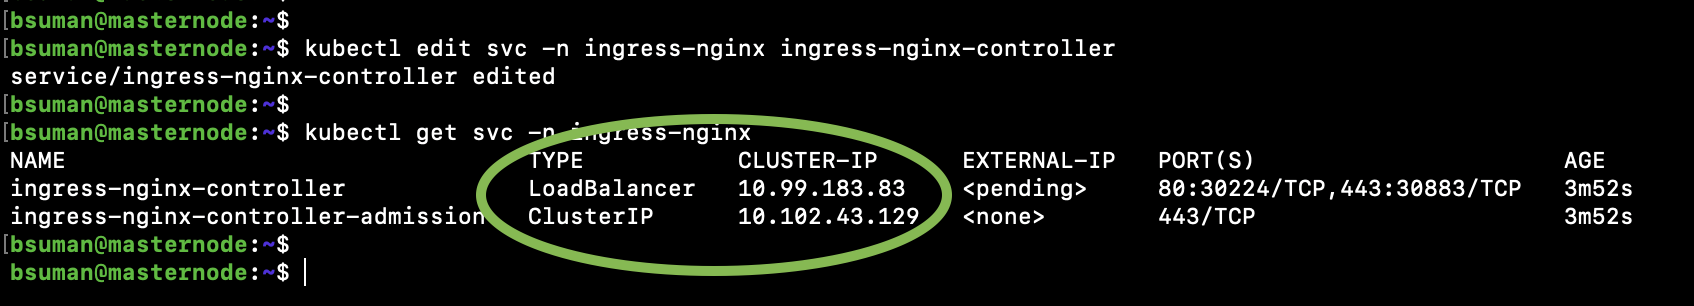 [bsuman@masternode:~$
[bsuman@masternode:~$ kubectl edit svc -n ingress-nginx ingress-nginx-controller
service/ingress-nginx-controller edited
[bsuman@masternode:~$
[bsuman@masternode:~$ kubectl get svc -n ingress-nginx
NAME TYPE CLUSTER-IP EXTERNAL-IP PORT(S) AGE
ingress-nginx-controller LoadBalancer 10.99.183.83 <pending> 80:30224/TCP,443:30883/TCP 3m52s
ingress-nginx-controller-admission ClusterIP 10.102.43.129 <none> 443/TCP 3m52s
[bsuman@masternode:~$
bsuman@masternode:~$